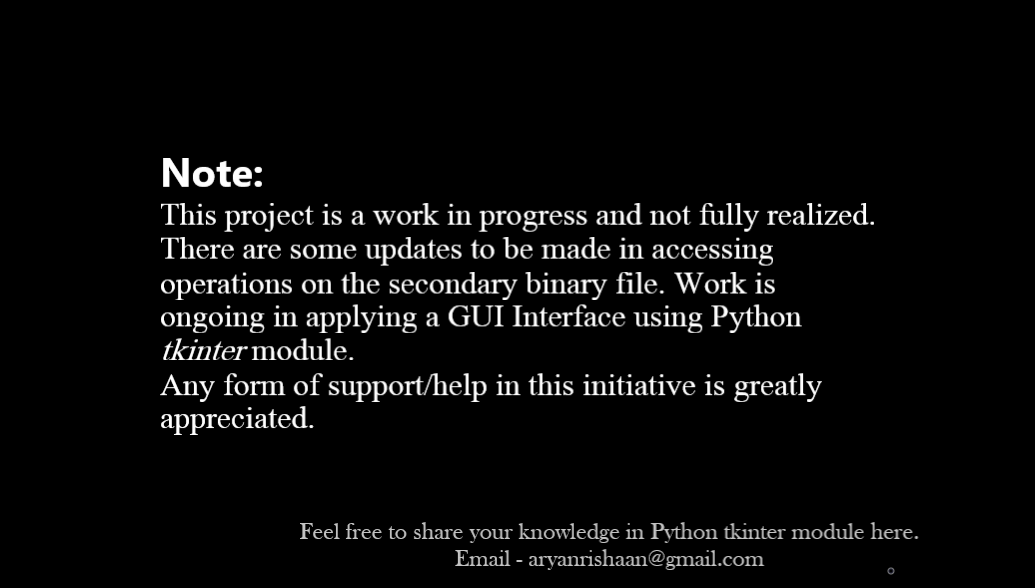 Note:
This project is a work in progress and not fully realized.
There are some updates to be made in accessing
operations on the secondary binary file. Work is
ongoing in applying a GUI Interface using Python
tkinter module.
Any form of support/help in this initiative is greatly
appreciated.
Feel free to share your knowledge in Python tkinter module here.
Email - aryanrishaan@gmail.com